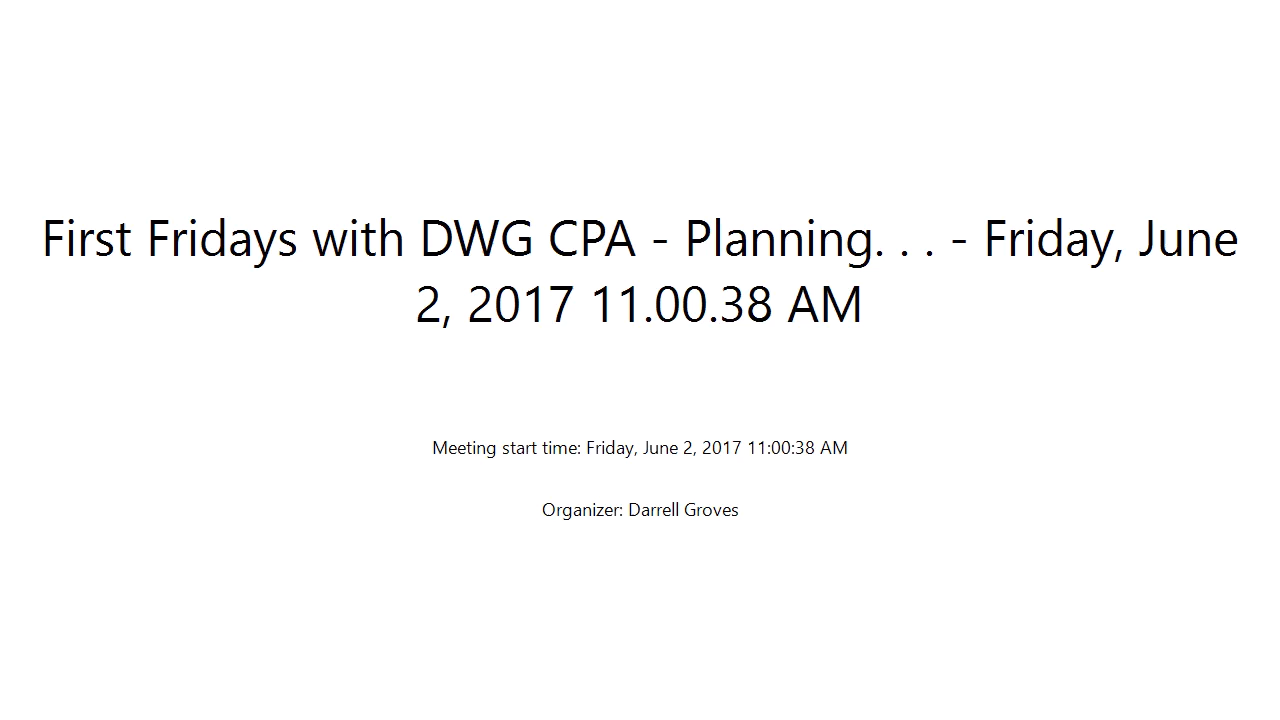 First Fridays with DWG CPA - Planning. . . - Friday, June
2, 2017 11.00.38 AM
Meeting start time: Friday, June 2, 2017 11:00:38 AM
Organizer: Darrell Groves